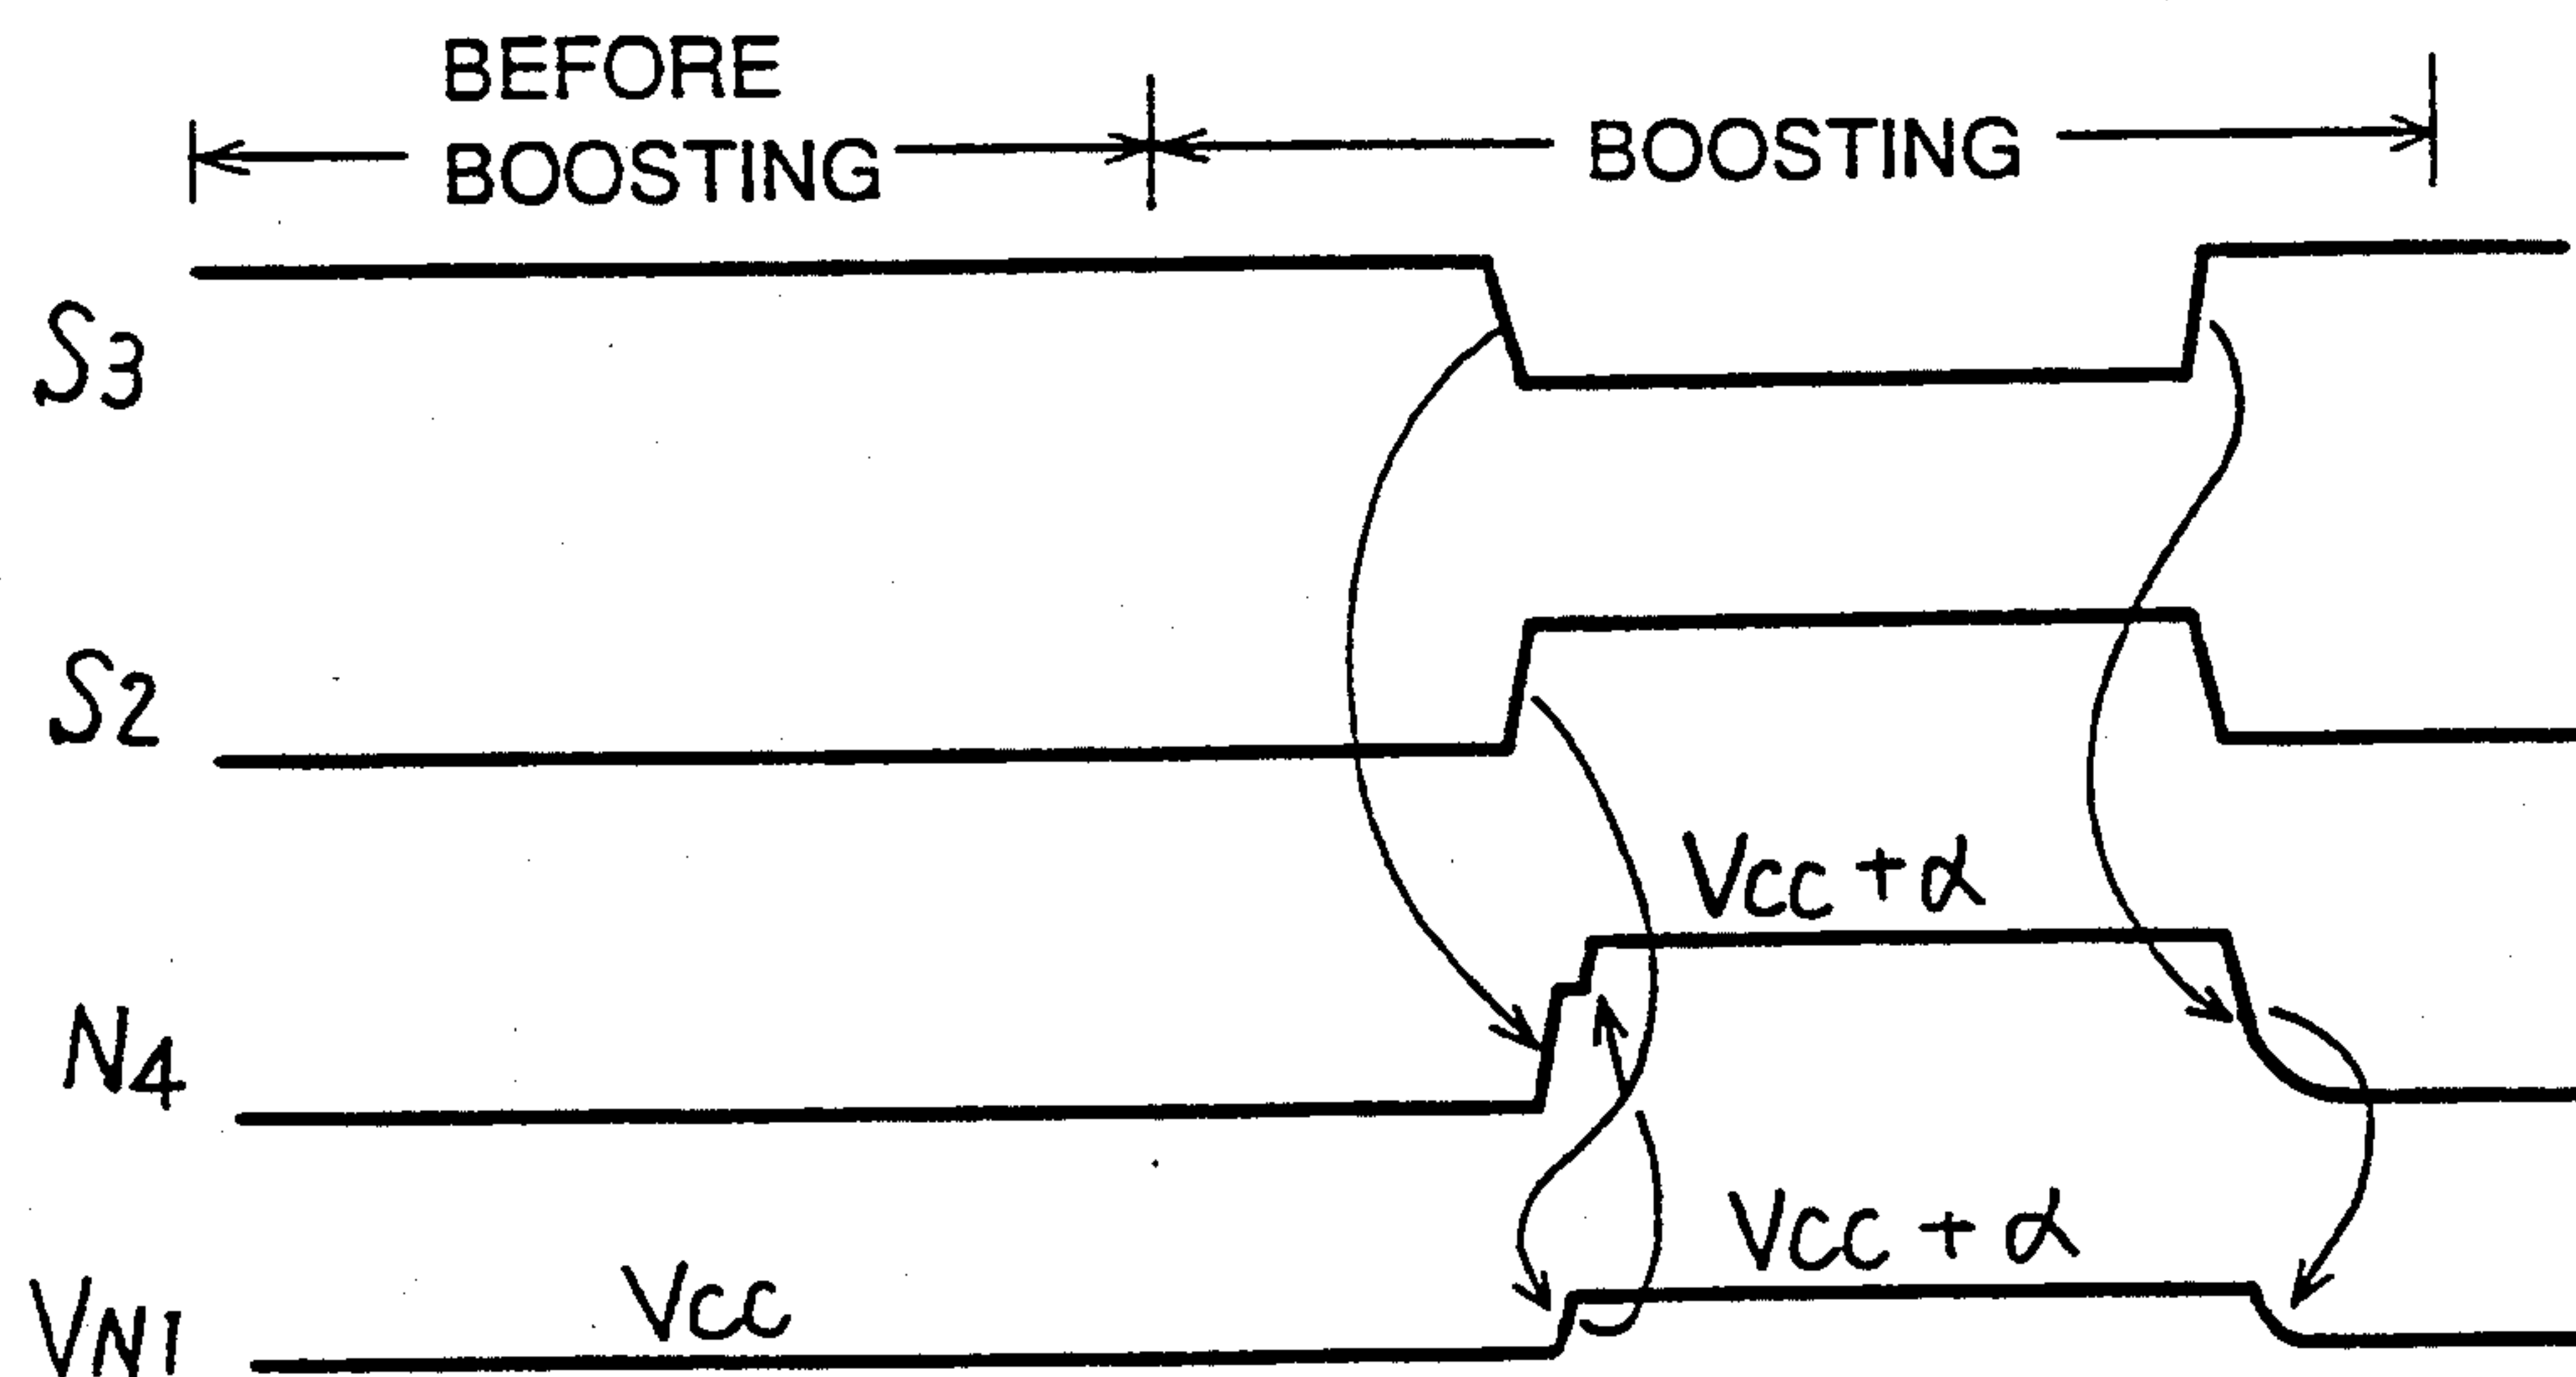 BEFORE
BOOSTING
BOOSTING
S3
S2
VCC + α
N4
VCC + α
VCC
VN1